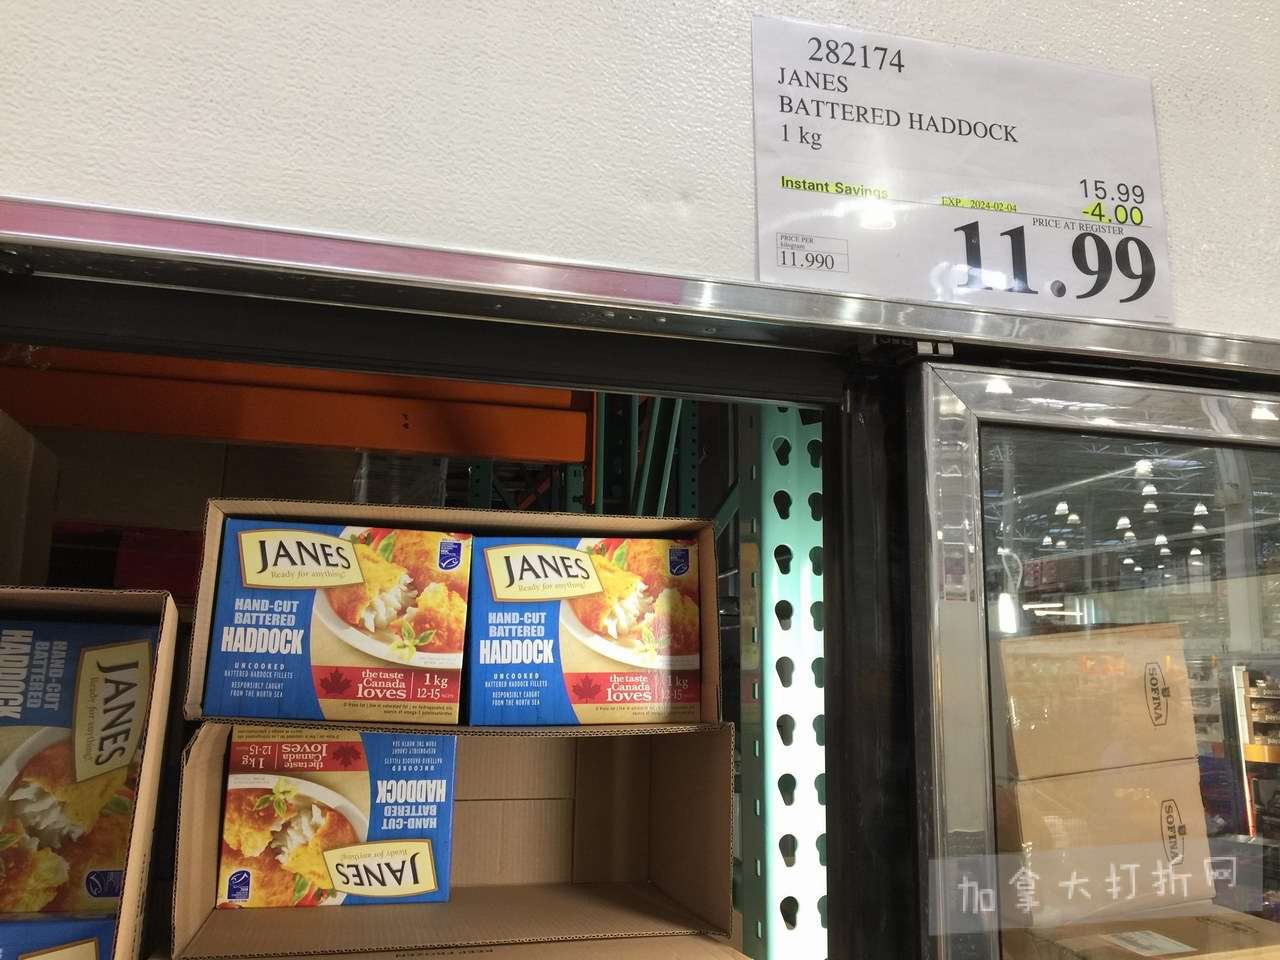 282174
JANES
BATTERED HADDOCK
1 kg
Instant Savings
EXP. 2024-02-04
15.99
-4.00
PRICE AT REGISTER
11.99
PRICE PER
kilogram
11.990
JANES
Ready for anything!
HAND-CUT
BATTERED
HADDOCK
UNCOOKED
BATTERED HADDOCK FILLETS
RESPONSIBLY CAUGHT
FROM THE NORTH SEA
the taste
Canada
loves
1 kg
12-15
JANES
Ready for anything!
HAND-CUT
BATTERED
HADDOCK
UNCOOKED
BATTERED HADDOCK FILLETS
RESPONSIBLY CAUGHT
FROM THE NORTH SEA
the taste
Canada
loves
1 kg
12-15
JANES
Ready for anything!
HAND-CUT
BATTERED
HADDOCK
JANES
Ready for anything!
HAND-CUT
BATTERED
HADDOCK
UNCOOKED
BATTERED HADDOCK FILLETS
RESPONSIBLY CAUGHT
FROM THE NORTH SEA
the taste
Canada
loves
1 kg
12-15
KEEP FROZEN
SOFINA
SOFINA
加拿大打折网